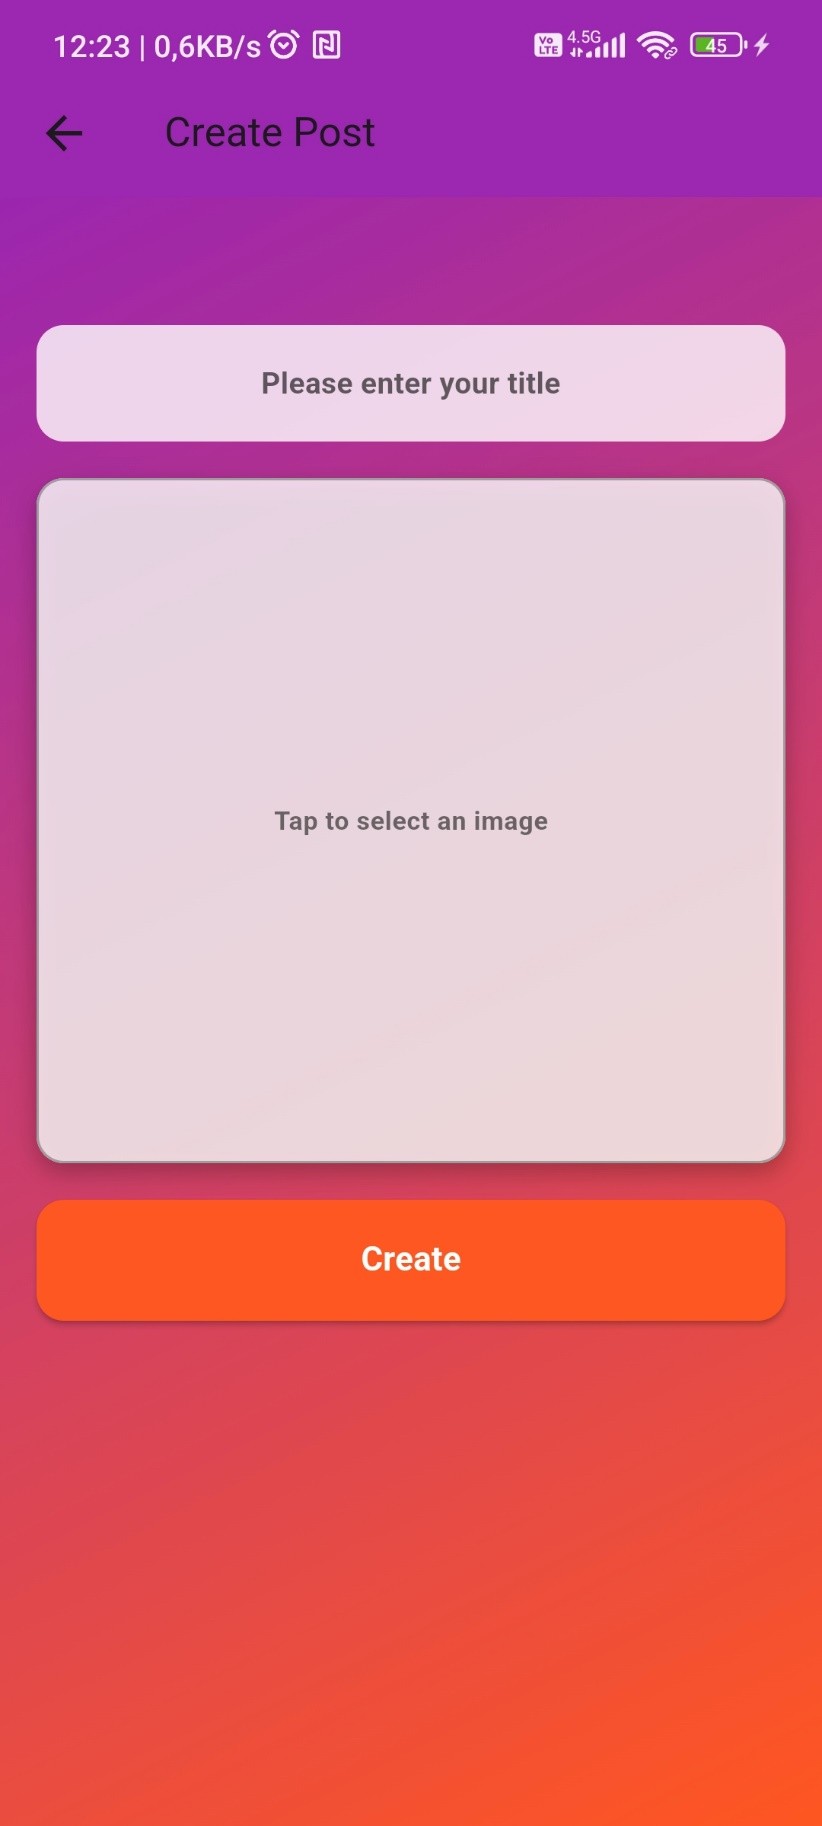 12:23 | 0,6KB/s
Vo LTE 4.5G 45
Create Post
Please enter your title
Tap to select an image
Create